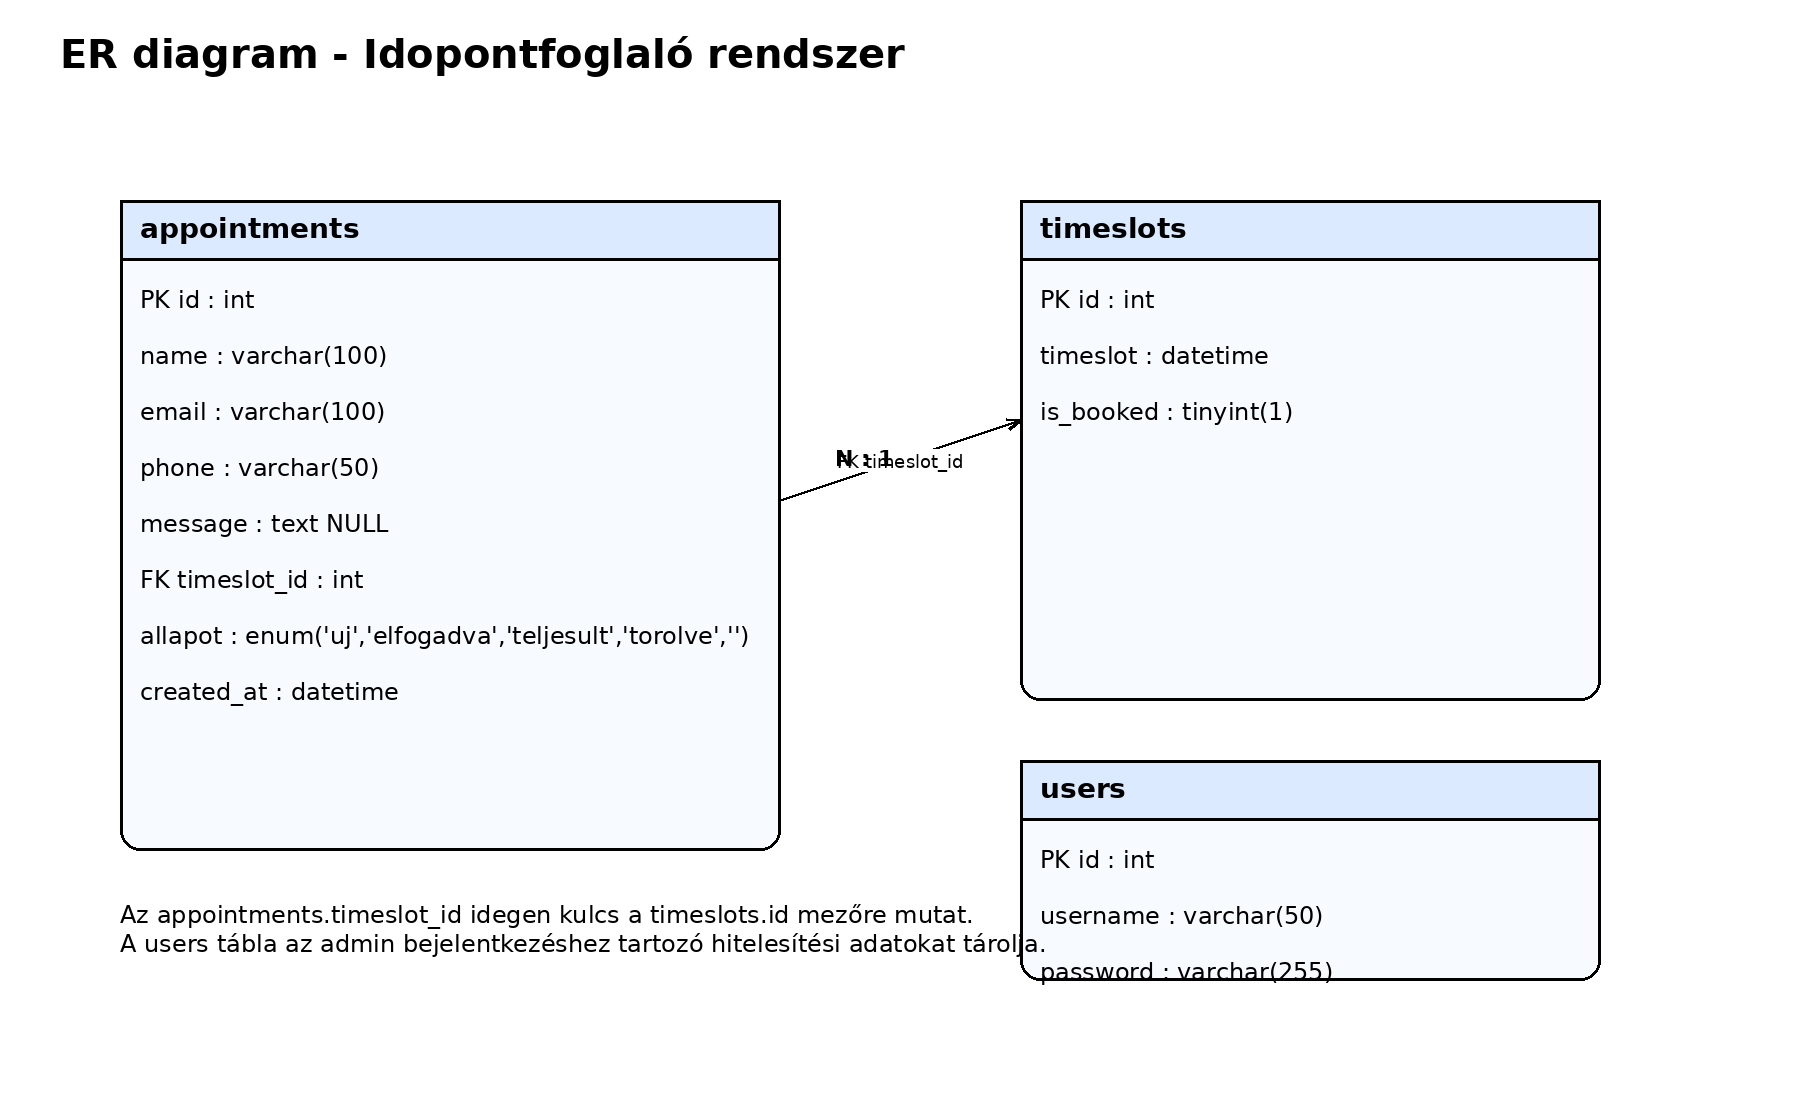 ER diagram - Idopontfoglaló rendszer
appointments
PK id : int
name : varchar(100)
email : varchar(100)
phone : varchar(50)
message : text NULL
FK timeslot_id : int
allapot : enum('uj','elfogadva','teljesult','torolve','')
created_at : datetime
N : 1
FK timeslot_id
timeslots
PK id : int
timeslot : datetime
is_booked : tinyint(1)
users
PK id : int
username : varchar(50)
password : varchar(255)
Az appointments.timeslot_id idegen kulcs a timeslots.id mezőre mutat.
A users tábla az admin bejelentkezéshez tartozó hitelesítési adatokat tárolja.